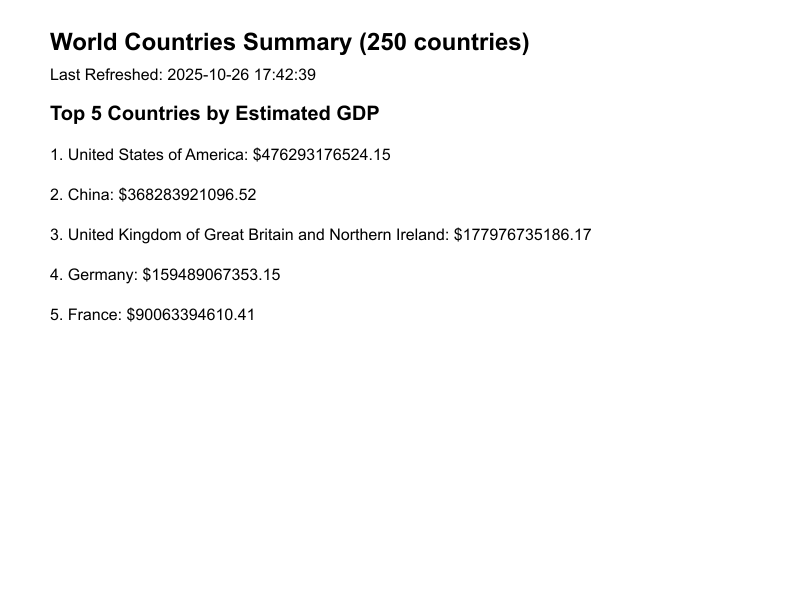 World Countries Summary (250 countries)
Last Refreshed: 2025-10-26 17:42:39
Top 5 Countries by Estimated GDP
1. United States of America: $476293176524.15
2. China: $368283921096.52
3. United Kingdom of Great Britain and Northern Ireland: $177976735186.17
4. Germany: $159489067353.15
5. France: $90063394610.41